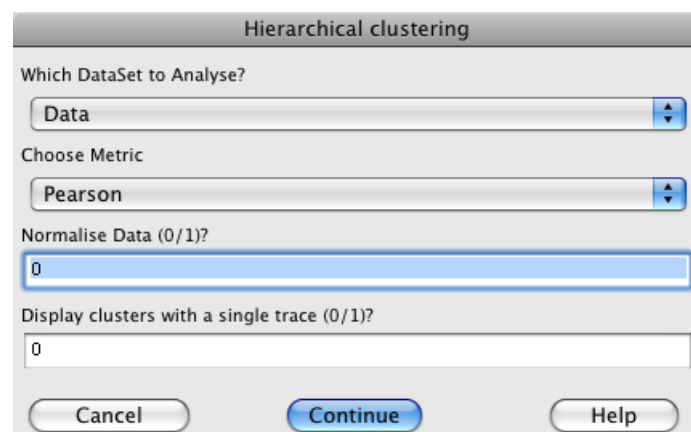 Hierarchical clustering
Which DataSet to Analyse?
Data
Choose Metric
Pearson
Normalise Data (0/1)?
0
Display clusters with a single trace (0/1)?
0
Cancel Continue Help